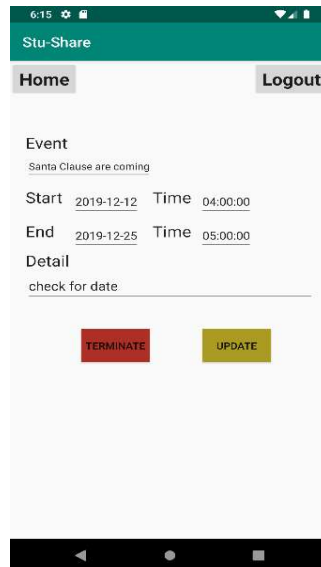 6:15
Stu-Share
Home Logout
Event
Santa Clause are coming
Start 2019-12-12 Time 04:00:00
End 2019-12-25 Time 05:00:00
Detail
check for date
TERMINATE UPDATE